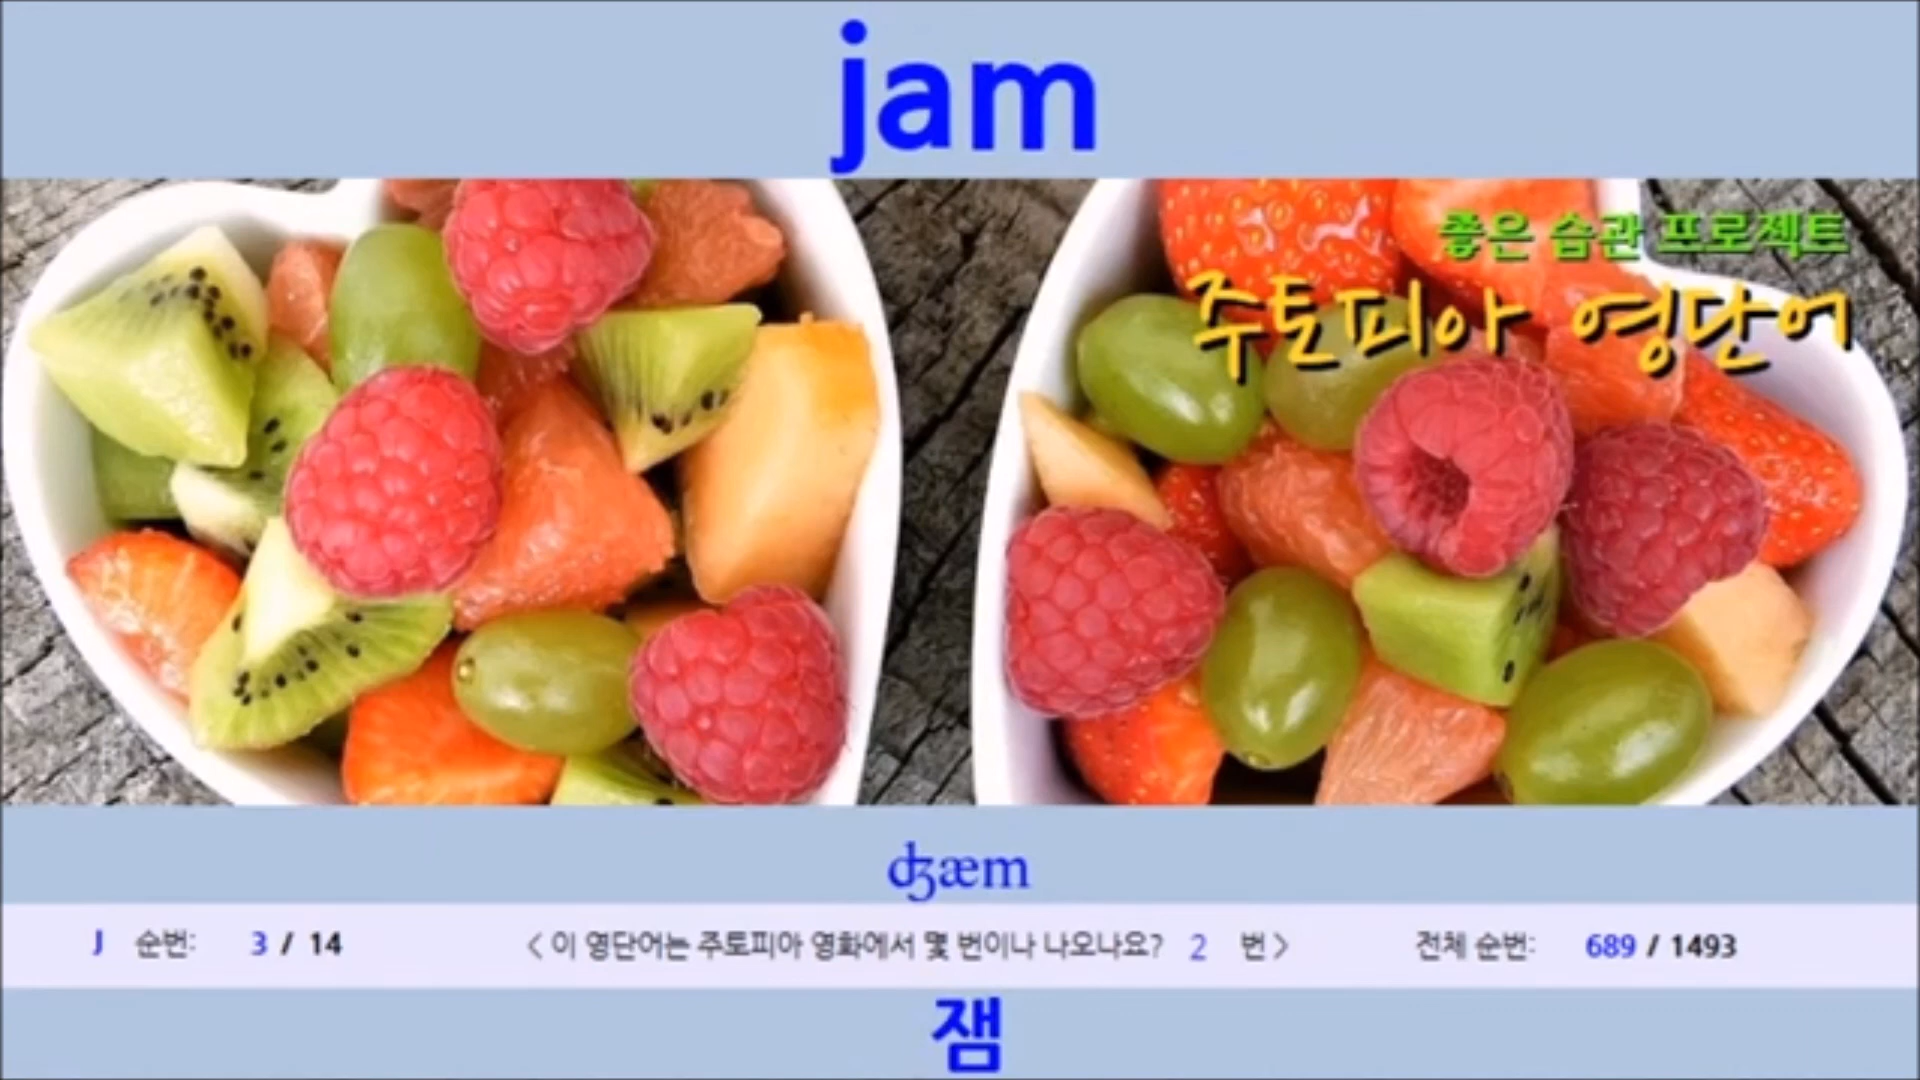 jam
좋은 습관 프로젝트
주토피아 영단어
ʤæm
J 순번: 3 / 14 < 이 영단어는 주토피아 영화에서 몇 번이나 나오나요? 2 번 > 전체 순번: 689 / 1493
잼